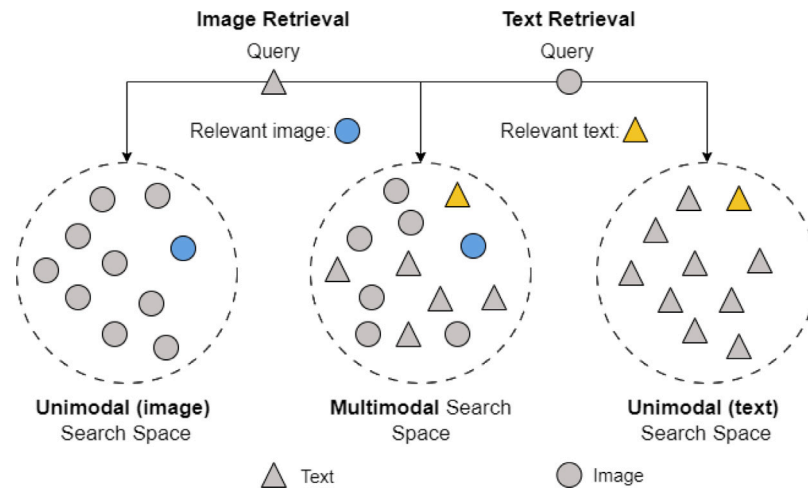 Image Retrieval
Text Retrieval
Query
Query
Relevant image:
Relevant text:
Unimodal (image)
Search Space
Multimodal Search
Space
Unimodal (text)
Search Space
Text
Image